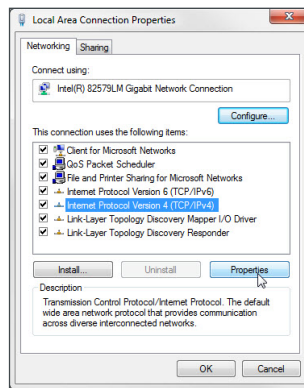 Local Area Connection Properties
Networking
Sharing
Connect using:
Intel(R) 82579LM Gigabit Network Connection
Configure...
This connection uses the following items:
Client for Microsoft Networks
QoS Packet Scheduler
File and Printer Sharing for Microsoft Networks
Internet Protocol Version 6 (TCP/IPv6)
Internet Protocol Version 4 (TCP/IPv4)
Link-Layer Topology Discovery Mapper I/O Driver
Link-Layer Topology Discovery Responder
Install...
Uninstall
Properties
Description
Transmission Control Protocol/Internet Protocol. The default
wide area network protocol that provides communication
across diverse interconnected networks.
OK
Cancel